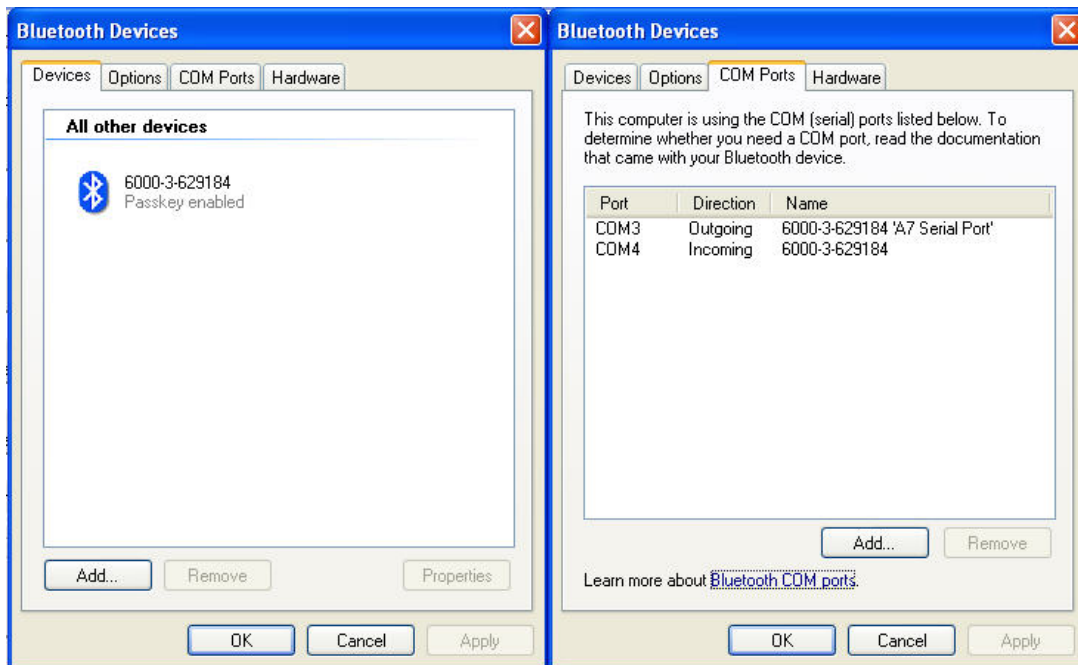 Bluetooth Devices
Devices Options COM Ports Hardware
All other devices
6000-3-629184
Passkey enabled
Add... Remove Properties
OK Cancel Apply
Bluetooth Devices
Devices Options COM Ports Hardware
This computer is using the COM (serial) ports listed below. To
determine whether you need a COM port, read the documentation
that came with your Bluetooth device.
Port Direction Name
COM3 Outgoing 6000-3-629184 'A7 Serial Port'
COM4 Incoming 6000-3-629184
Add... Remove
Learn more about Bluetooth COM ports.
OK Cancel Apply